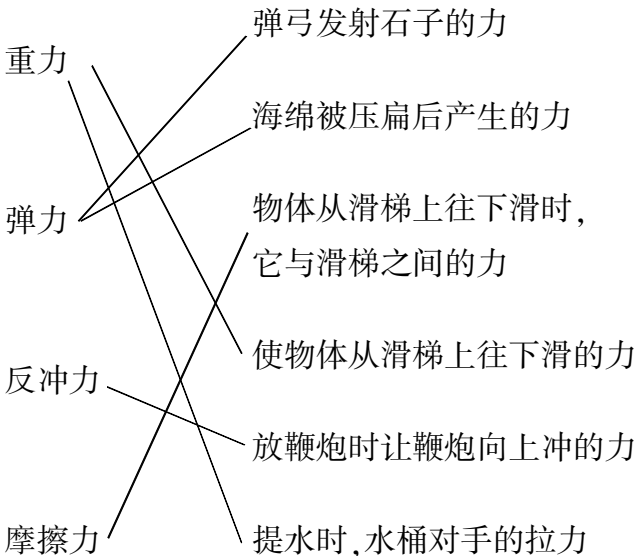 弹弓发射石子的力
重力
海绵被压扁后产生的力
弹力
物体从滑梯上往下滑时,
它与滑梯之间的力
使物体从滑梯上往下滑的力
反冲力
放鞭炮时让鞭炮向上冲的力
摩擦力
提水时,水桶对手的拉力